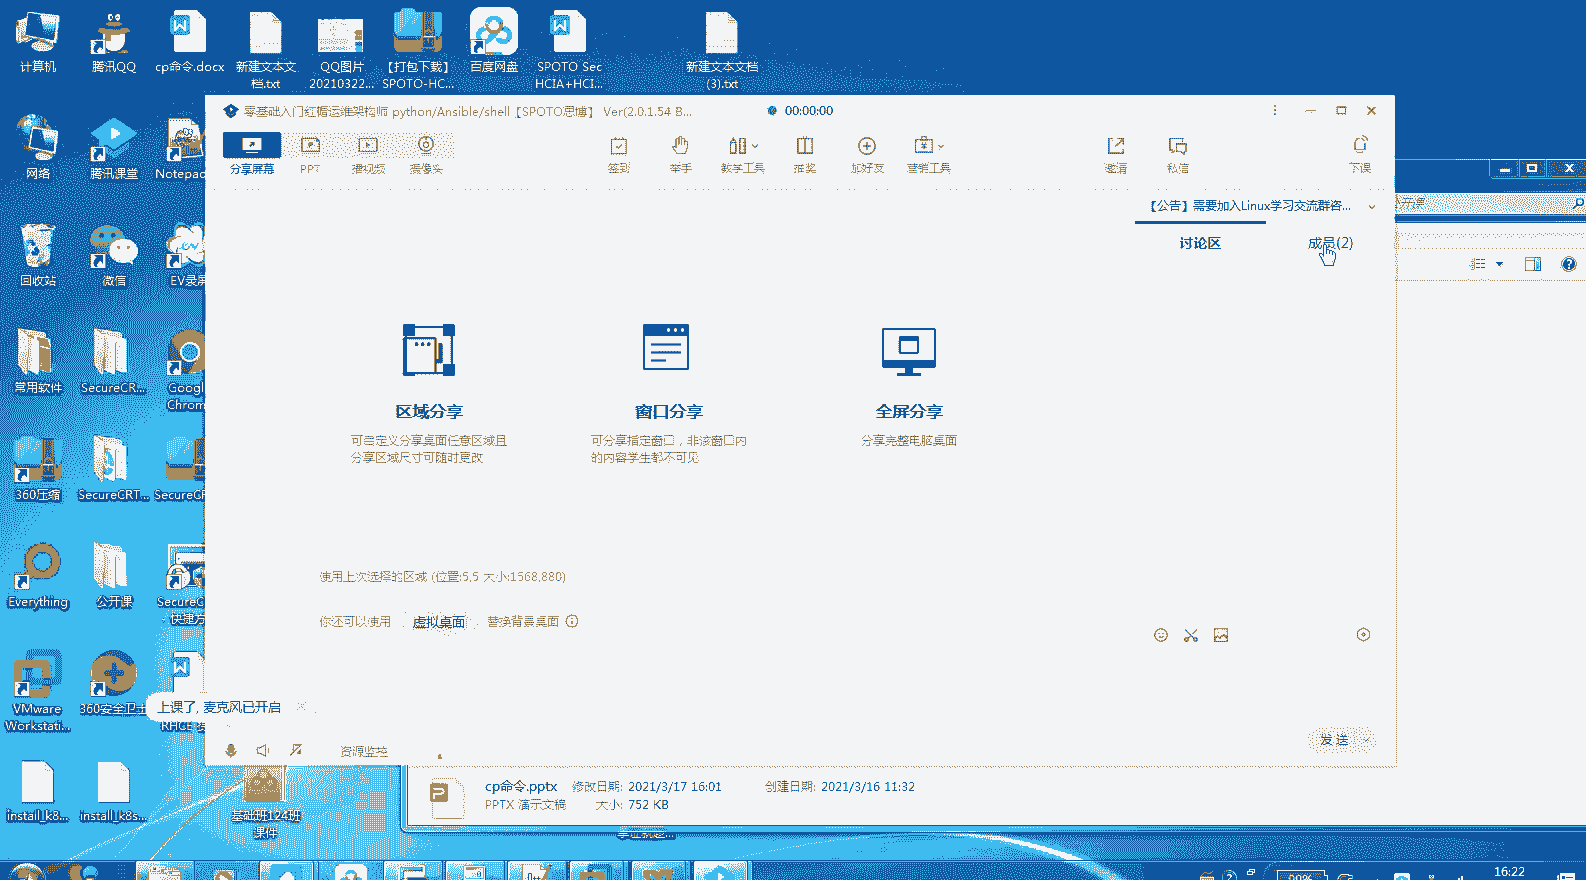 计算机
腾讯QQ
cp命令.docx
新建文本文
档.txt
QQ图片
20210322...
【打包下载】
SPOTO-HC...
百度网盘
SPOTO Sec
HCIA+HCI...
新建文本文档
(3).txt
零基础入门红帽运维架构师 python/Ansible/shell【SPOTO思博】 Ver(2.0.1.54 B...
00:00:00
分享屏幕
PPT
播视频
摄像头
签到
举手
教学工具
抽奖
加好友
营销工具
邀请
私信
下课
网络
腾讯课堂
Notepad
【公告】需要加入Linux学习交流群咨...
公开课
讨论区
成员(2)
回收站
微信
EV录屏
常用软件
SecureCR...
Googl
Chrom
区域分享
窗口分享
全屏分享
可自定义分享桌面任意区域且
分享区域尺寸可随时更改
可分享指定窗口，非该窗口内
的内容学生都不可见
分享完整电脑桌面
360压缩
SecureCRT...
SecureCR
使用上次选择的区域 (位置:5,5 大小:1568,880)
Everything
公开课
SecureC
快捷方
你还可以使用
虚拟桌面
替换背景桌面
VMware
Workstati...
360安全卫士
RHCE
上课了, 麦克风已开启
资源监控
发送
install_k8...
install_k8s...
基础班124班
课件
cp命令.pptx
修改日期: 2021/3/17 16:01
创建日期: 2021/3/16 11:32
PPTX 演示文稿
大小: 752 KB
99%
16:22